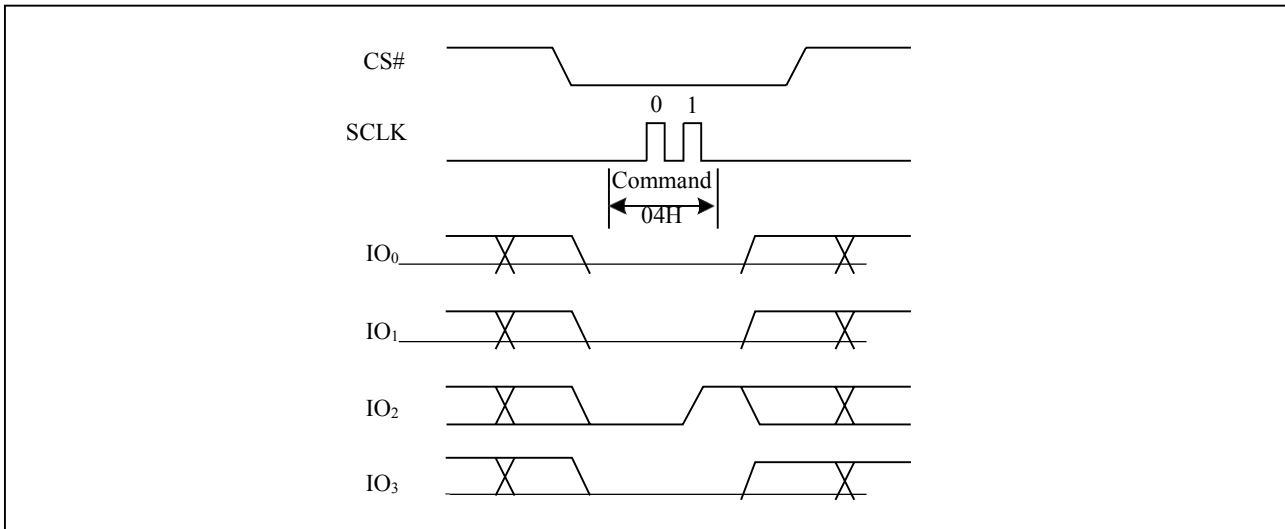 CS#
0 1
SCLK
Command
04H
IO₀
IO₁
IO₂
IO₃